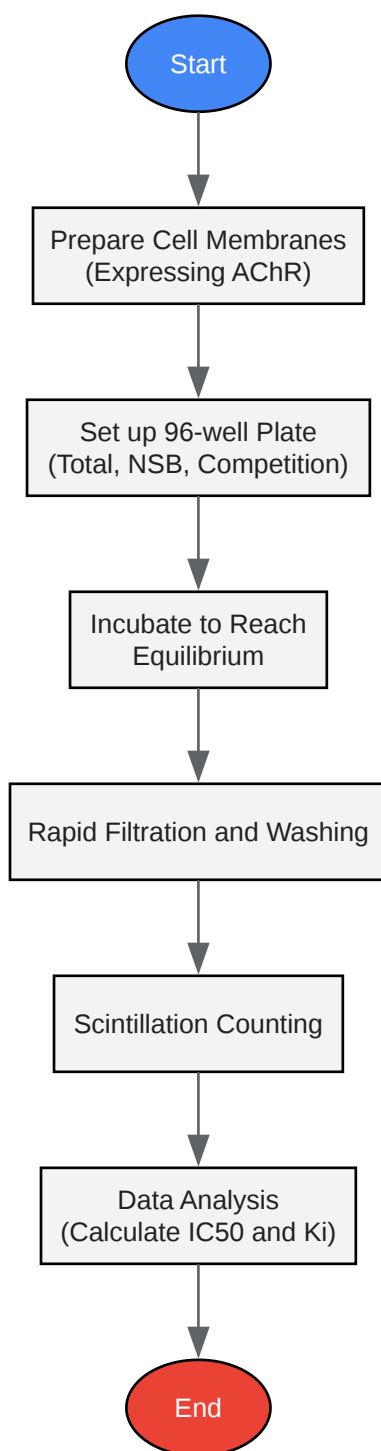 Start
Prepare Cell Membranes
(Expressing AChR)
Set up 96-well Plate
(Total, NSB, Competition)
Incubate to Reach
Equilibrium
Rapid Filtration and Washing
Scintillation Counting
Data Analysis
(Calculate IC50 and Ki)
End